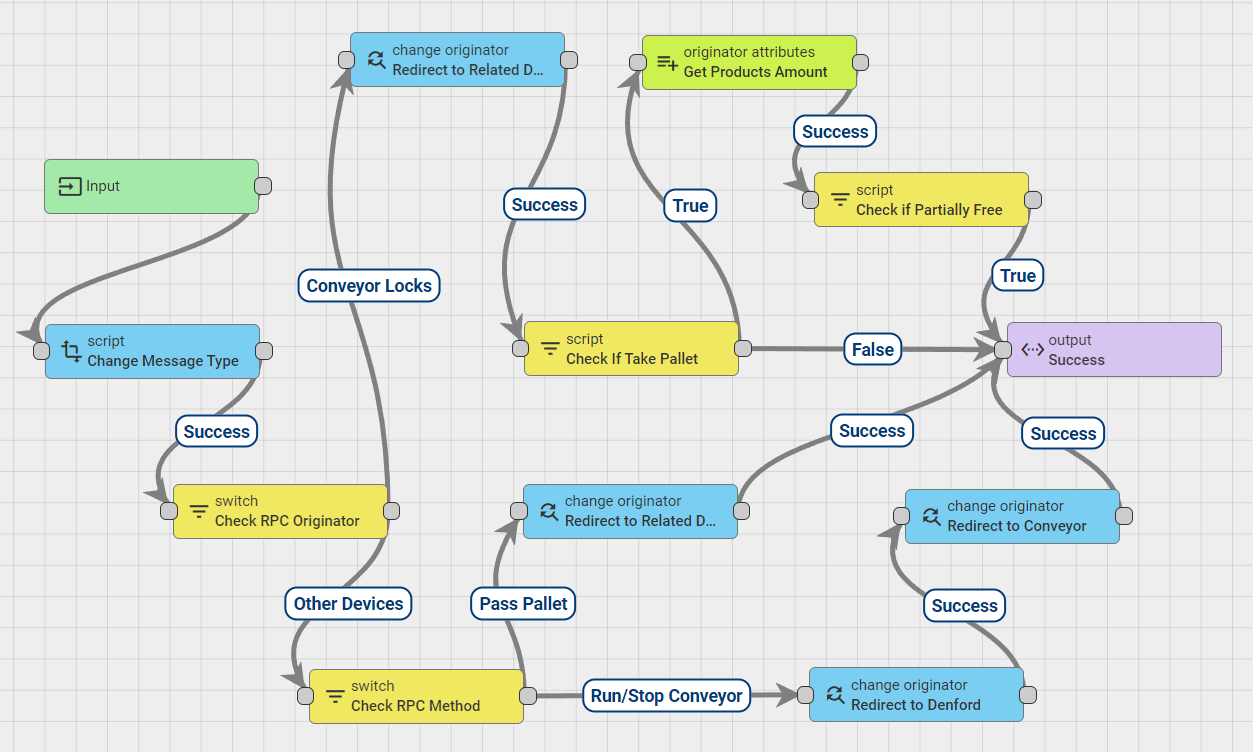 change originator
Redirect to Related D...
originator attributes
Get Products Amount
Success
Input
script
Check if Partially Free
Success
True
Conveyor Locks
True
script
Change Message Type
script
Check If Take Pallet
False
output
Success
Success
Success
Success
switch
Check RPC Originator
change originator
Redirect to Related D...
change originator
Redirect to Conveyor
Other Devices
Pass Pallet
Success
switch
Check RPC Method
Run/Stop Conveyor
change originator
Redirect to Denford